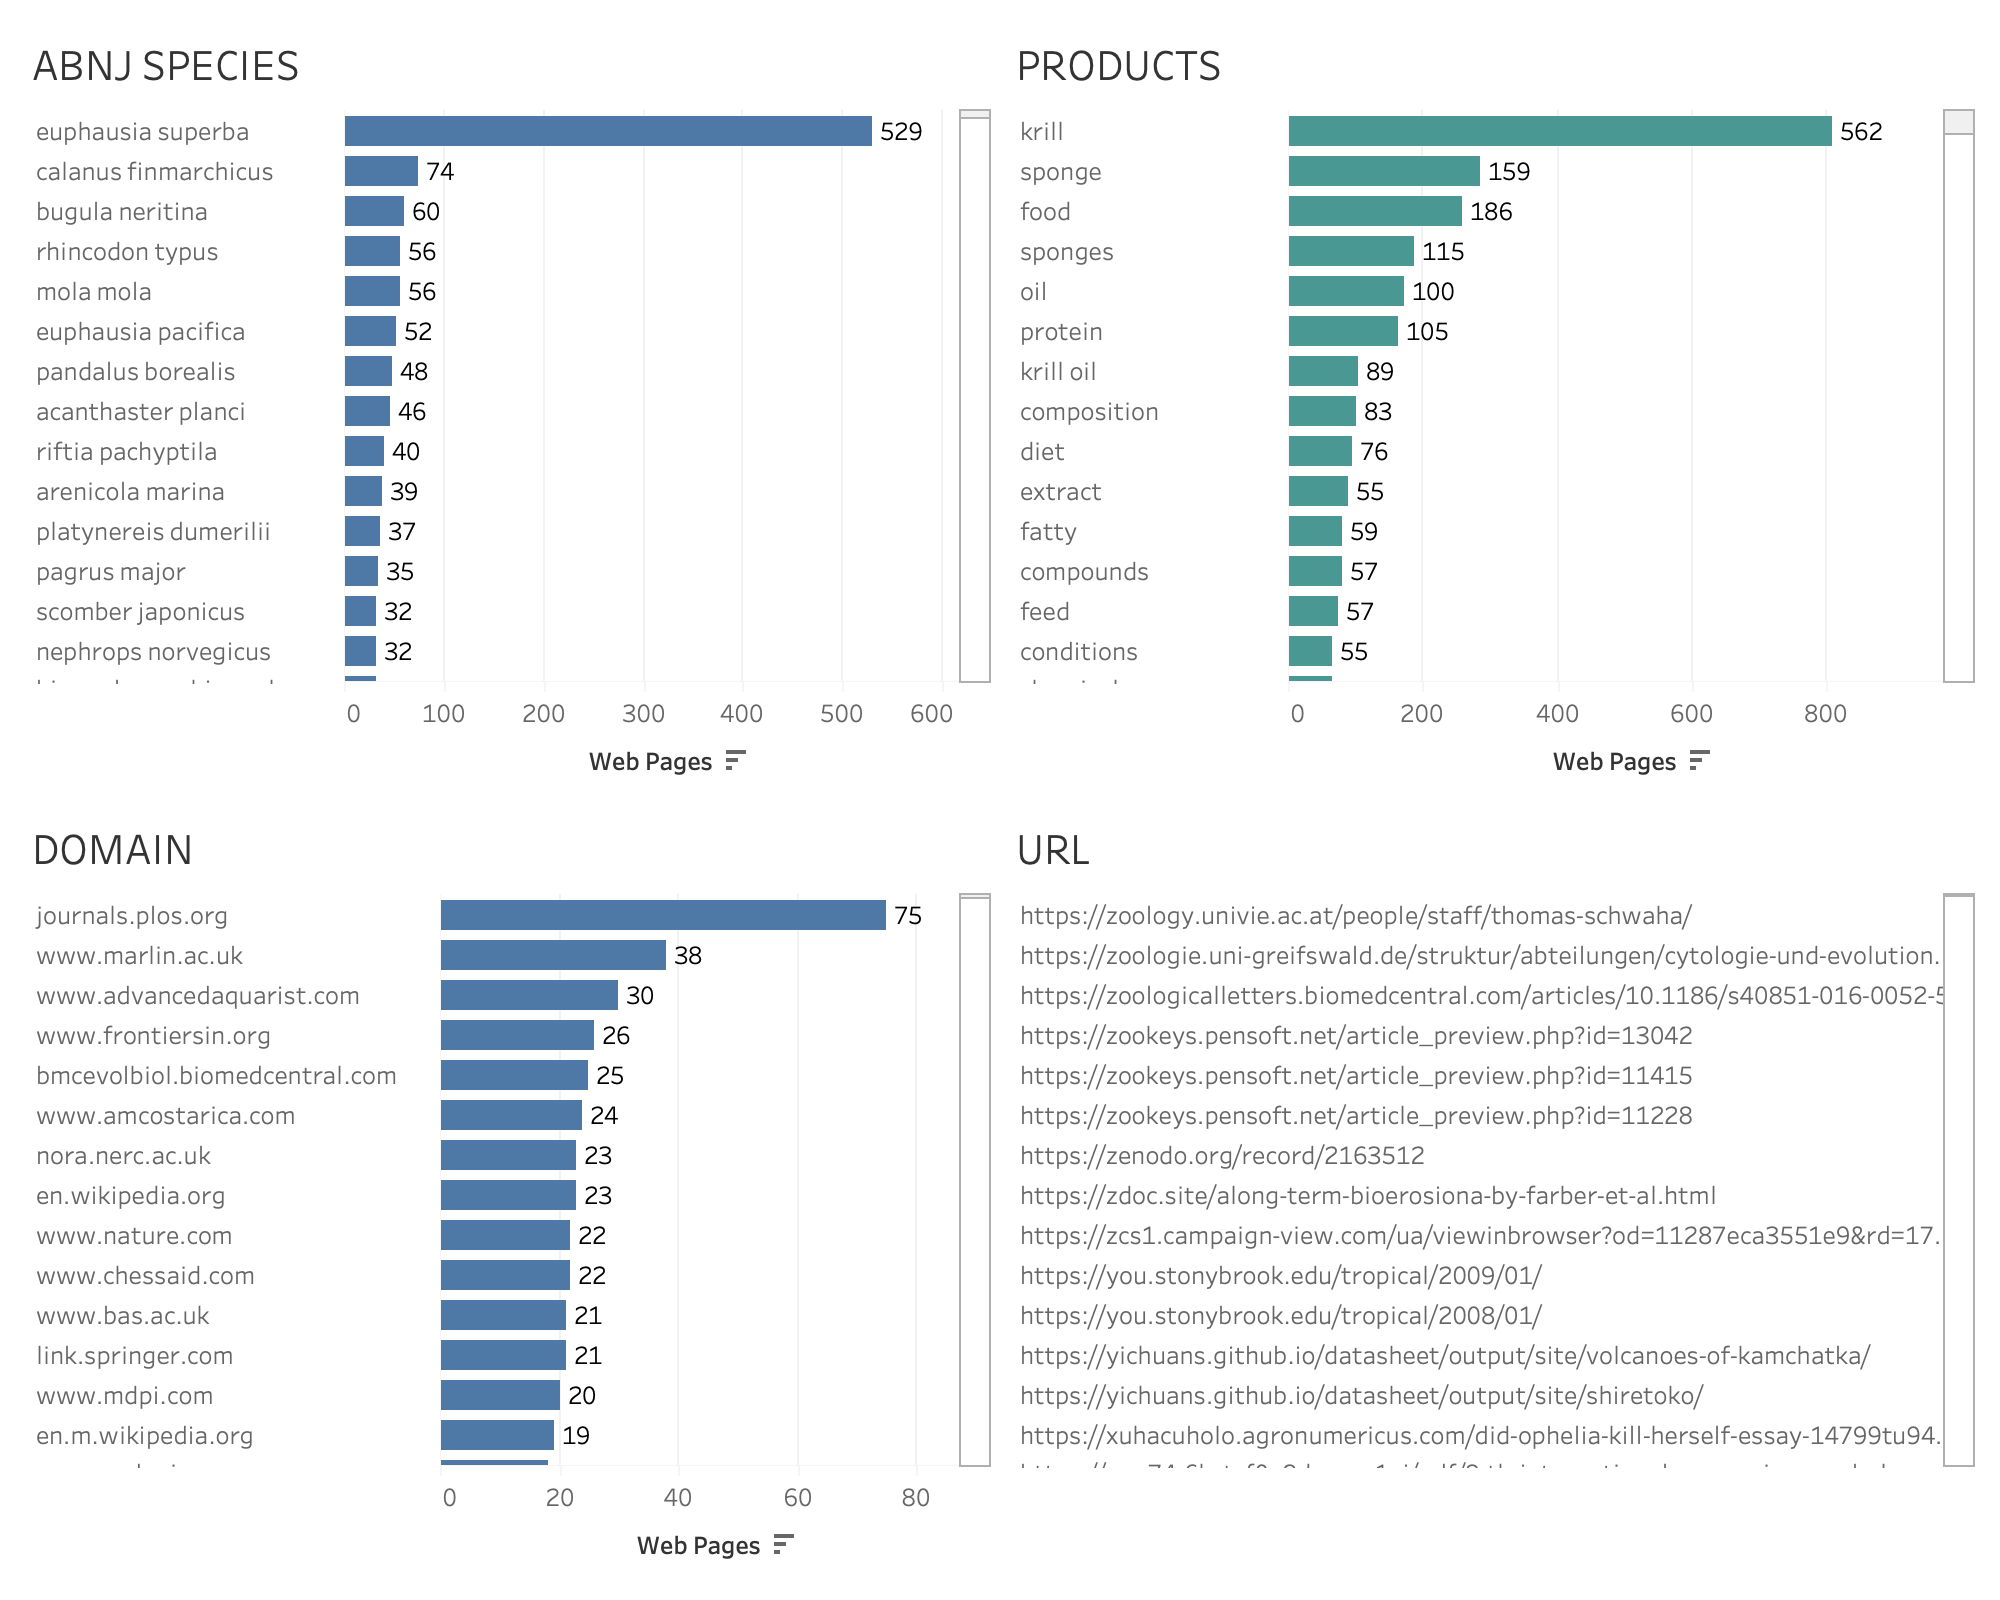 ABNJ SPECIES
euphausia superba 529
calanus finmarchicus 74
bugula neritina 60
rhincodon typus 56
mola mola 56
euphausia pacifica 52
pandalus borealis 48
acanthaster planci 46
riftia pachyptila 40
arenicola marina 39
platynereis dumerilii 37
pagrus major 35
scomber japonicus 32
nephrops norvegicus 32
0 100 200 300 400 500 600
Web Pages
PRODUCTS
krill 562
sponge 159
food 186
sponges 115
oil 100
protein 105
krill oil 89
composition 83
diet 76
extract 55
fatty 59
compounds 57
feed 57
conditions 55
0 200 400 600 800
Web Pages
DOMAIN
journals.plos.org 75
www.marlin.ac.uk 38
www.advancedaquarist.com 30
www.frontiersin.org 26
bmcevolbiol.biomedcentral.com 25
www.amcostarica.com 24
nora.nerc.ac.uk 23
en.wikipedia.org 23
www.nature.com 22
www.chessaid.com 22
www.bas.ac.uk 21
link.springer.com 21
www.mdpi.com 20
en.m.wikipedia.org 19
0 20 40 60 80
Web Pages
URL
https://zoology.univie.ac.at/people/staff/thomas-schwaha/
https://zoologie.uni-greifswald.de/struktur/abteilungen/cytologie-und-evolution.
https://zoologicalletters.biomedcentral.com/articles/10.1186/s40851-016-0052-5
https://zookeys.pensoft.net/article_preview.php?id=13042
https://zookeys.pensoft.net/article_preview.php?id=11415
https://zookeys.pensoft.net/article_preview.php?id=11228
https://zenodo.org/record/2163512
https://zdoc.site/along-term-bioerosiona-by-farber-et-al.html
https://zcs1.campaign-view.com/ua/viewinbrowser?od=11287eca3551e9&rd=17.
https://you.stonybrook.edu/tropical/2009/01/
https://you.stonybrook.edu/tropical/2008/01/
https://yichuans.github.io/datasheet/output/site/volcanoes-of-kamchatka/
https://yichuans.github.io/datasheet/output/site/shiretoko/
https://xuhacuholo.agronumericus.com/did-ophelia-kill-herself-essay-14799tu94.